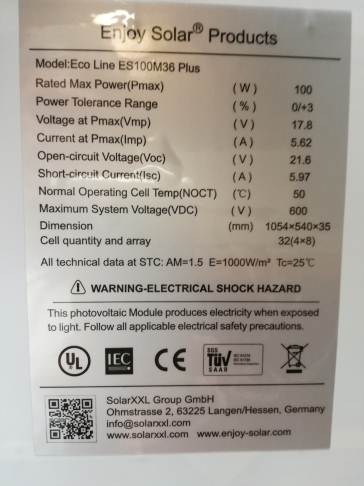 Enjoy Solar® Products
Model:Eco Line ES100M36 Plus
Rated Max Power(Pmax) (W) 100
Power Tolerance Range (%) 0/+3
Voltage at Pmax(Vmp) (V) 17.8
Current at Pmax(Imp) (A) 5.62
Open-circuit Voltage(Voc) (V) 21.6
Short-circuit Current(Isc) (A) 5.97
Normal Operating Cell Temp(NOCT) (℃) 50
Maximum System Voltage(VDC) (V) 600
Dimension (mm) 1054×540×35
Cell quantity and array 32(4×8)
All technical data at STC: AM=1.5 E=1000W/m² Tc=25℃
WARNING-ELECTRICAL SHOCK HAZARD
This photovoltaic Module produces electricity when exposed
to light. Follow all applicable electrical safety precautions.
UL IEC CE SGS TÜV SAAR
SolarXXL Group GmbH
Ohmstrasse 2, 63225 Langen/Hessen, Germany
info@solarxxl.com
www.solarxxl.com www.enjoy-solar.com